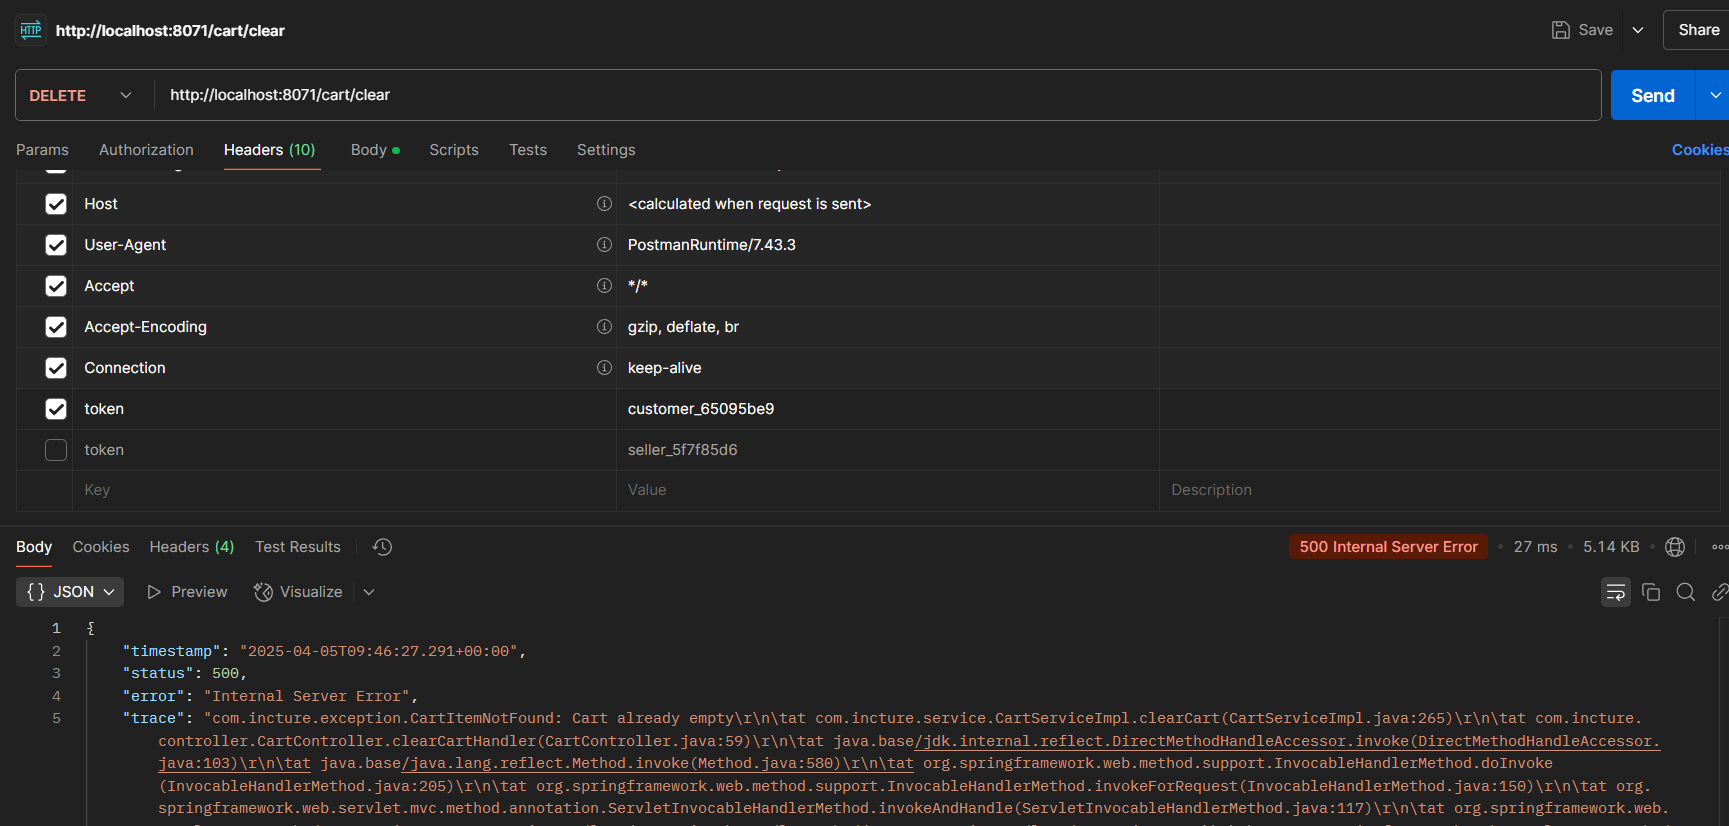 HTTP http://localhost:8071/cart/clear Save Share
DELETE http://localhost:8071/cart/clear Send
Params Authorization Headers (10) Body Scripts Tests Settings Cookies
Host <calculated when request is sent>
User-Agent PostmanRuntime/7.43.3
Accept */*
Accept-Encoding gzip, deflate, br
Connection keep-alive
token customer_65095be9
token seller_5f7f85d6
Key Value Description
Body Cookies Headers (4) Test Results 500 Internal Server Error 27 ms 5.14 KB
{} JSON Preview Visualize
1 {
2 "timestamp": "2025-04-05T09:46:27.291+00:00",
3 "status": 500,
4 "error": "Internal Server Error",
5 "trace": "com.incture.exception.CartItemNotFound: Cart already empty\r\n\tat com.incture.service.CartServiceImpl.clearCart(CartServiceImpl.java:265)\r\n\tat com.incture.
controller.CartController.clearCartHandler(CartController.java:59)\r\n\tat java.base/jdk.internal.reflect.DirectMethodHandleAccessor.invoke(DirectMethodHandleAccessor.
java:103)\r\n\tat java.base/java.lang.reflect.Method.invoke(Method.java:580)\r\n\tat org.springframework.web.method.support.InvocableHandlerMethod.doInvoke
(InvocableHandlerMethod.java:205)\r\n\tat org.springframework.web.method.support.InvocableHandlerMethod.invokeForRequest(InvocableHandlerMethod.java:150)\r\n\tat org.
springframework.web.servlet.mvc.method.annotation.ServletInvocableHandlerMethod.invokeAndHandle(ServletInvocableHandlerMethod.java:117)\r\n\tat org.springframework.web.